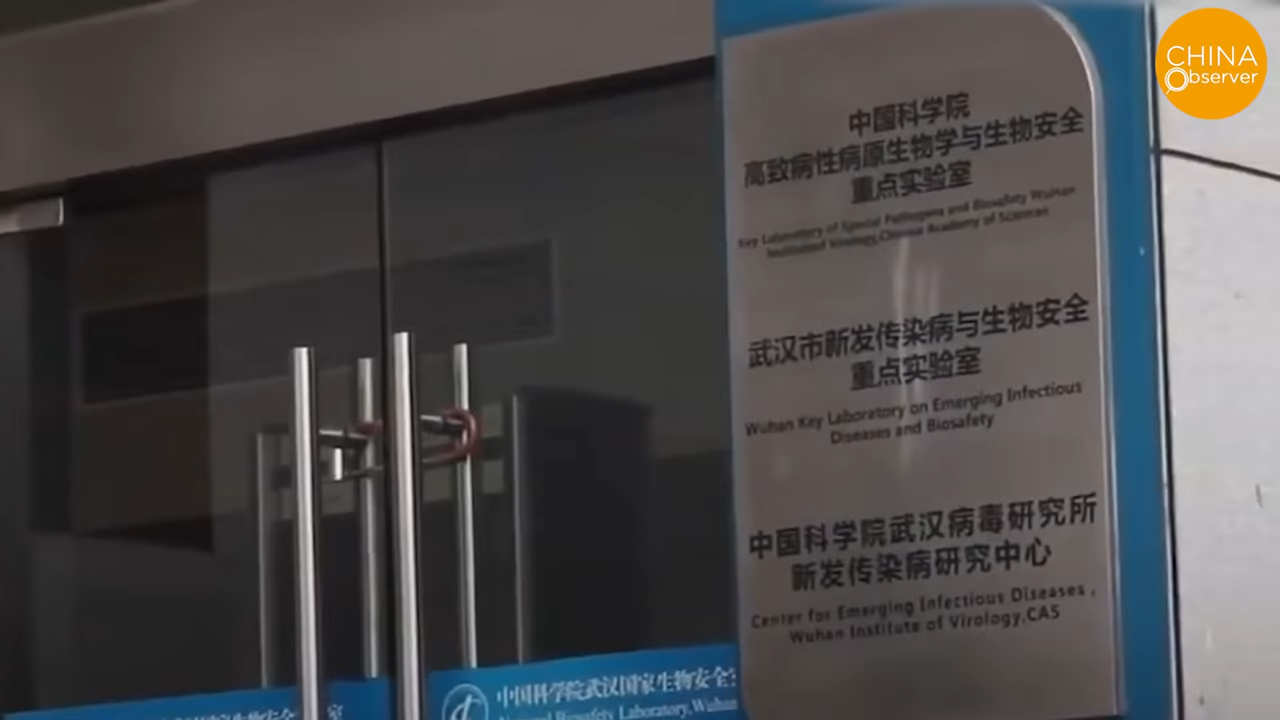 CHINA
Observer
中国科学院
高致病性病原生物学与生物安全
重点实验室
Key Laboratory of Special Pathogens and Biosafety Wuhan
Institute of Virology, Chinese Academy of Sciences
武汉市新发传染病与生物安全
重点实验室
Wuhan Key Laboratory on Emerging Infectious
Diseases and Biosafety
中国科学院武汉病毒研究所
新发传染病研究中心
Center for Emerging Infectious Diseases ,
Wuhan Institute of Virology,CAS
中国科学院武汉国家生物安全
Biosafety Laboratory, Wuhan